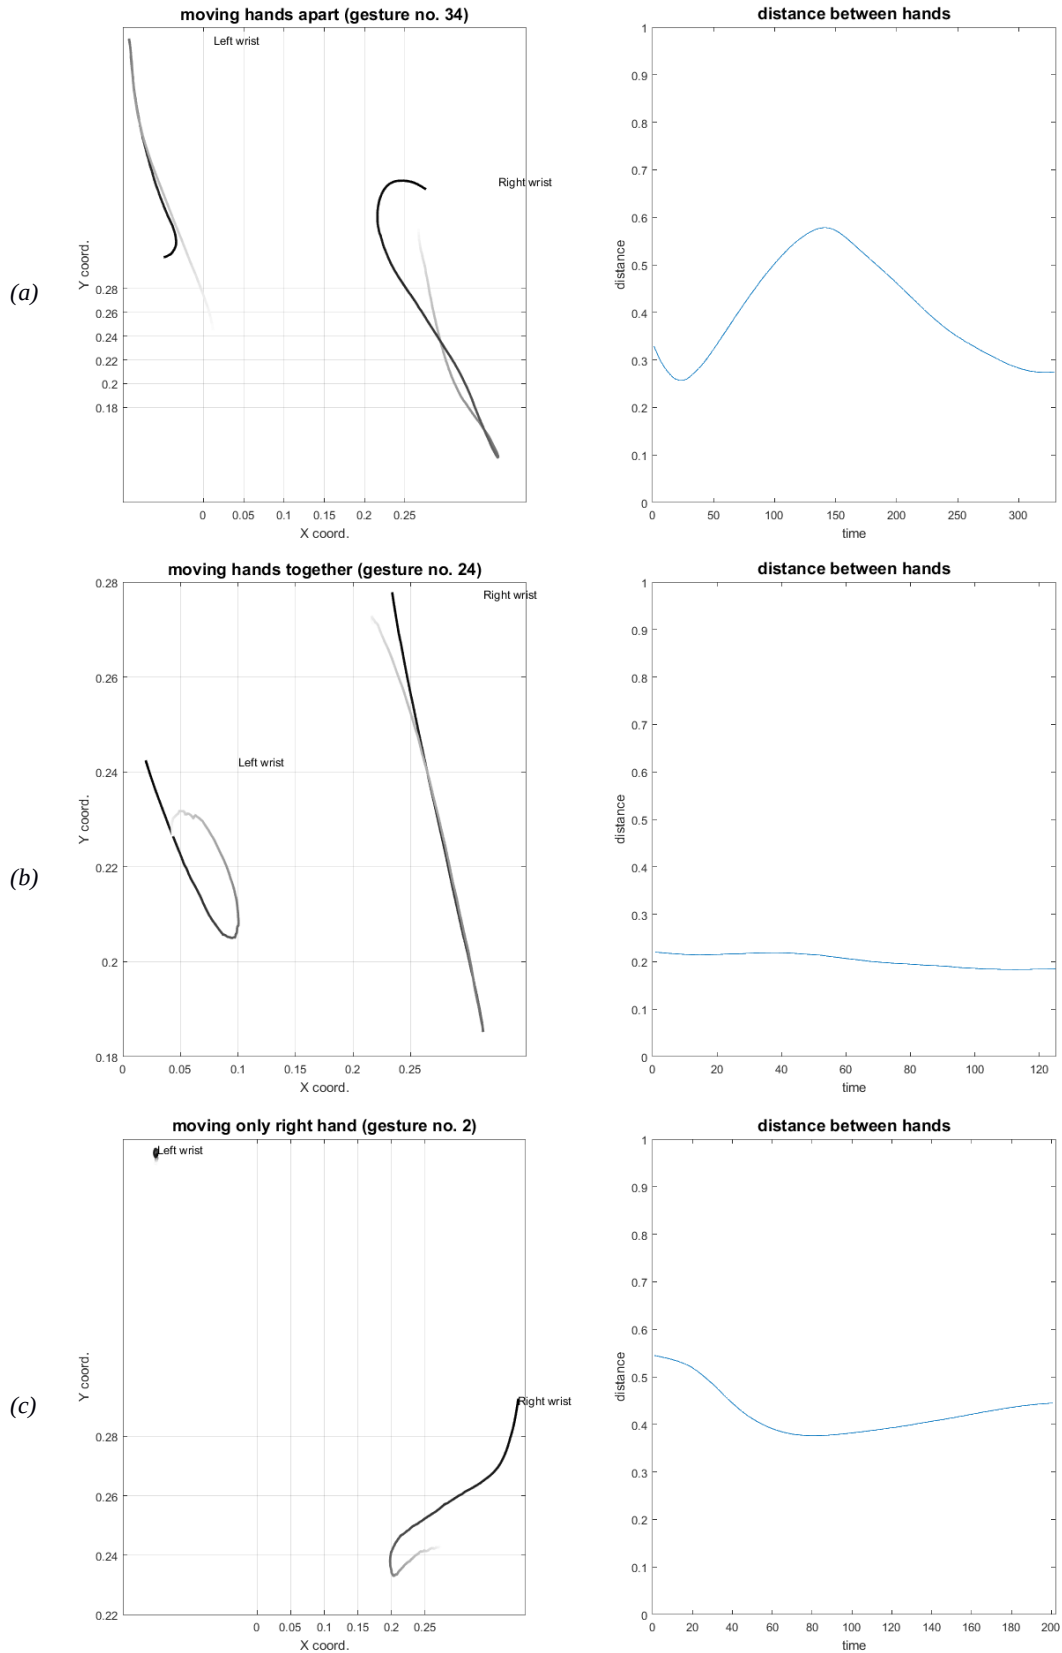 moving hands apart (gesture no. 34)
Left wrist
Right wrist
(a)
Y coord.
0.28
0.26
0.24
0.22
0.2
0.18
0 0.05 0.1 0.15 0.2 0.25
X coord.
distance between hands
1
0.9
0.8
0.7
0.6
0.5
0.4
0.3
0.2
0.1
0
distance
0 50 100 150 200 250 300
time
moving hands together (gesture no. 24)
0.28
Right wrist
0.26
Left wrist
0.24
Y coord.
(b)
0.22
0.2
0.18
0 0.05 0.1 0.15 0.2 0.25
X coord.
distance between hands
1
0.9
0.8
0.7
0.6
0.5
0.4
0.3
0.2
0.1
0
distance
0 20 40 60 80 100 120
time
moving only right hand (gesture no. 2)
Left wrist
Y coord.
(c)
Right wrist
0.28
0.26
0.24
0.22
0 0.05 0.1 0.15 0.2 0.25
X coord.
distance between hands
1
0.9
0.8
0.7
0.6
0.5
0.4
0.3
0.2
0.1
0
distance
0 20 40 60 80 100 120 140 160 180 200
time